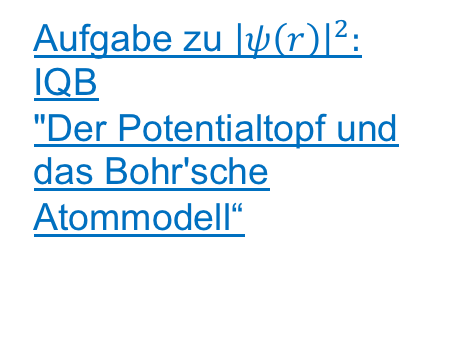 Aufgabe zu |𝜓(𝑟)|²:
IQB
"Der Potentialtopf und
das Bohr'sche
Atommodell“